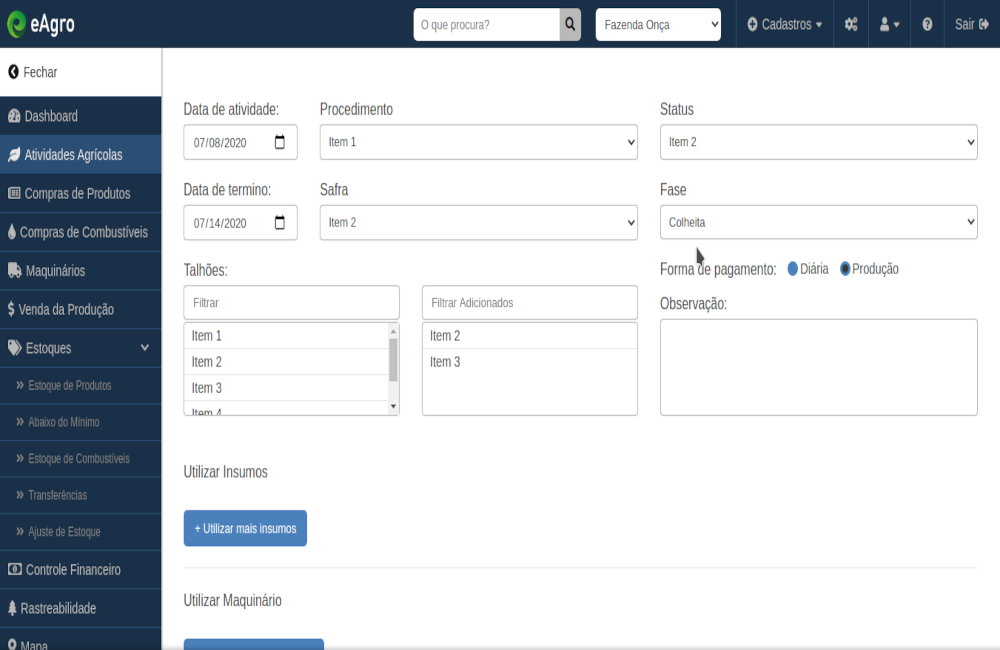 eAgro
O que procura?
Fazenda Onça
Cadastros
Sair
Fechar
Dashboard
Atividades Agrícolas
Compras de Produtos
Compras de Combustíveis
Maquinários
Venda da Produção
Estoques
Estoque de Produtos
Abaixo do Mínimo
Estoque de Combustíveis
Transferências
Ajuste de Estoque
Controle Financeiro
Rastreabilidade
Mapa
Data de atividade:
Procedimento
Status
07/08/2020
Item 1
Item 2
Data de termino:
Safra
Fase
07/14/2020
Item 2
Colheita
Talhões:
Forma de pagamento: Diária Produção
Filtrar
Filtrar Adicionados
Observação:
Item 1
Item 2
Item 3
Item 4
Item 2
Item 3
Utilizar Insumos
+ Utilizar mais insumos
Utilizar Maquinário